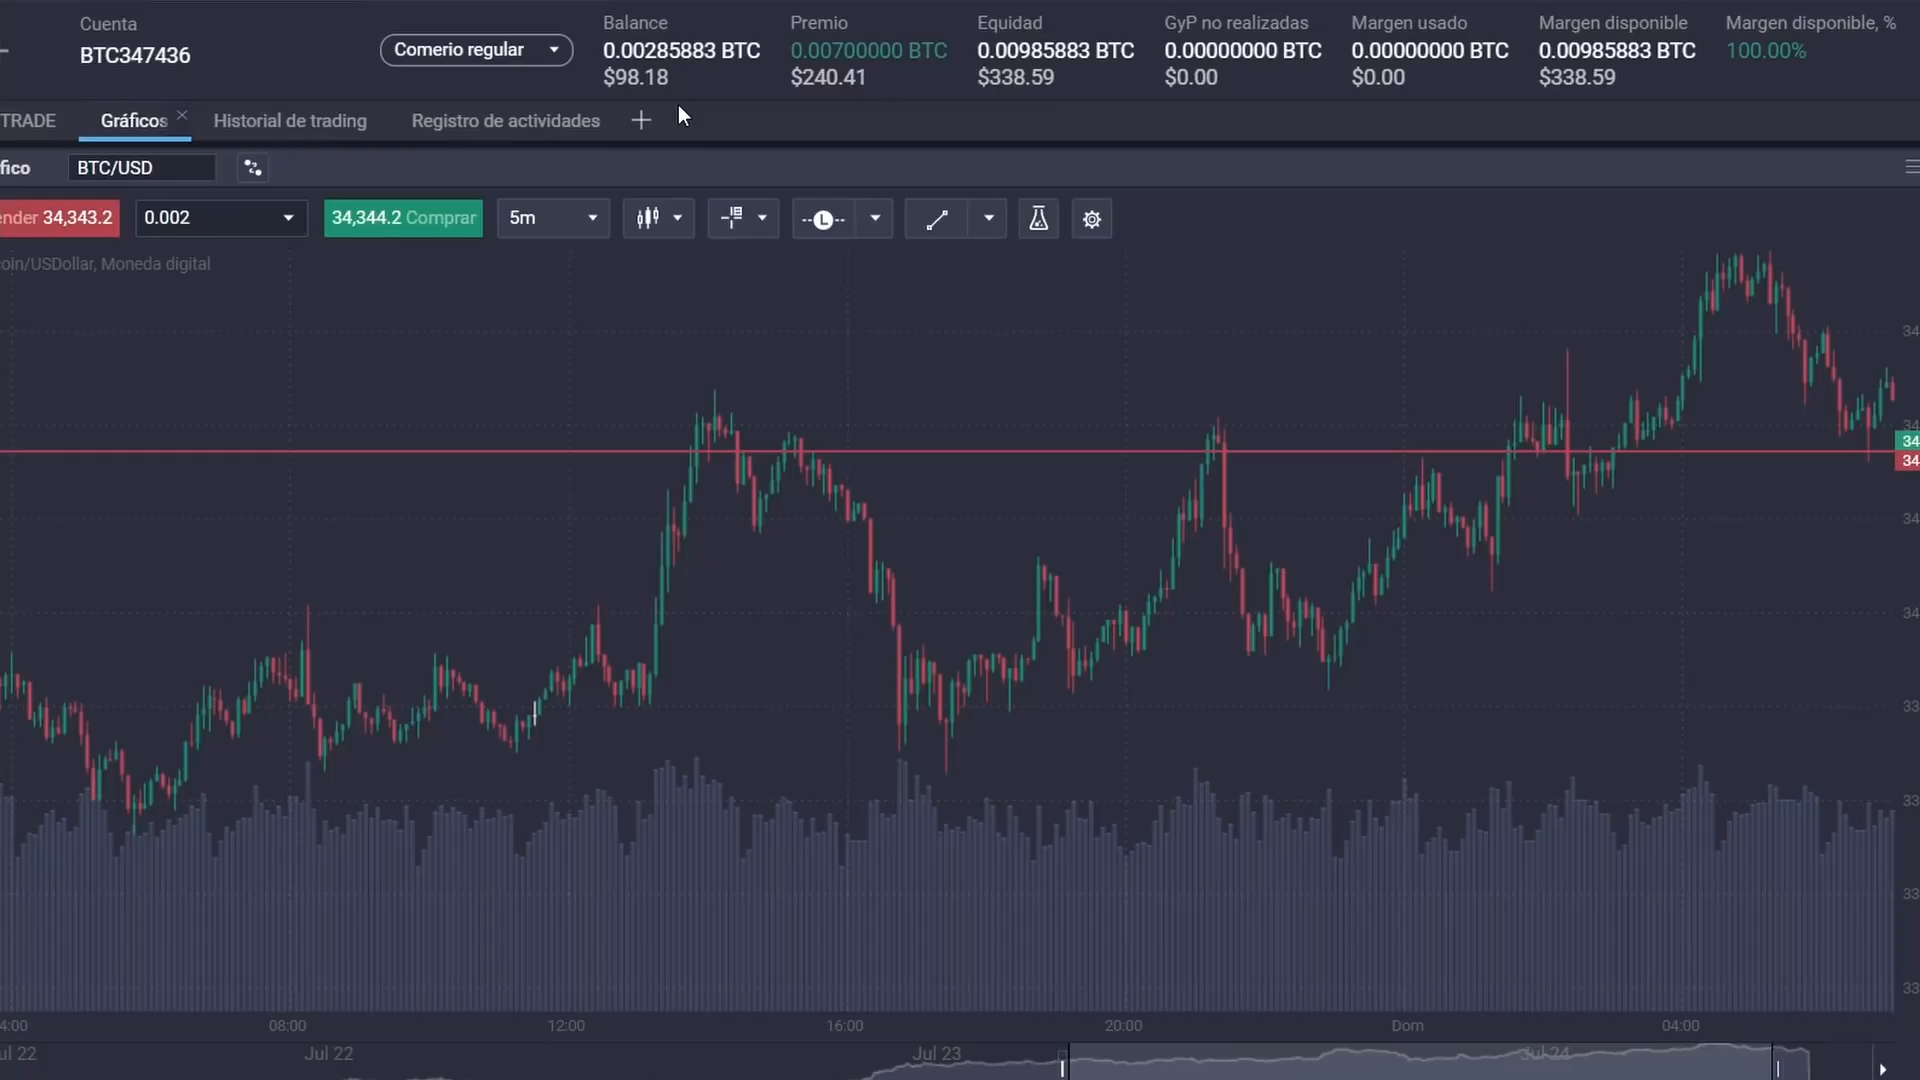 Cuenta
BTC347436
Comerio regular
Balance
0.00285883 BTC
$98.18
Premio
0.00700000 BTC
$240.41
Equidad
0.00985883 BTC
$338.59
GyP no realizadas
0.00000000 BTC
$0.00
Margen usado
0.00000000 BTC
$0.00
Margen disponible
0.00985883 BTC
$338.59
Margen disponible, %
100.00%
TRADE
Gráficos
Historial de trading
Registro de actividades
fico
BTC/USD
ender 34,343.2
0.002
34,344.2 Comprar
5m
L
oin/USDollar, Moneda digital
34
34
34
34
34
34
33
33
33
33
4:00
08:00
12:00
16:00
20:00
Dom
04:00
ul 22
Jul 22
Jul 23
Jul 24